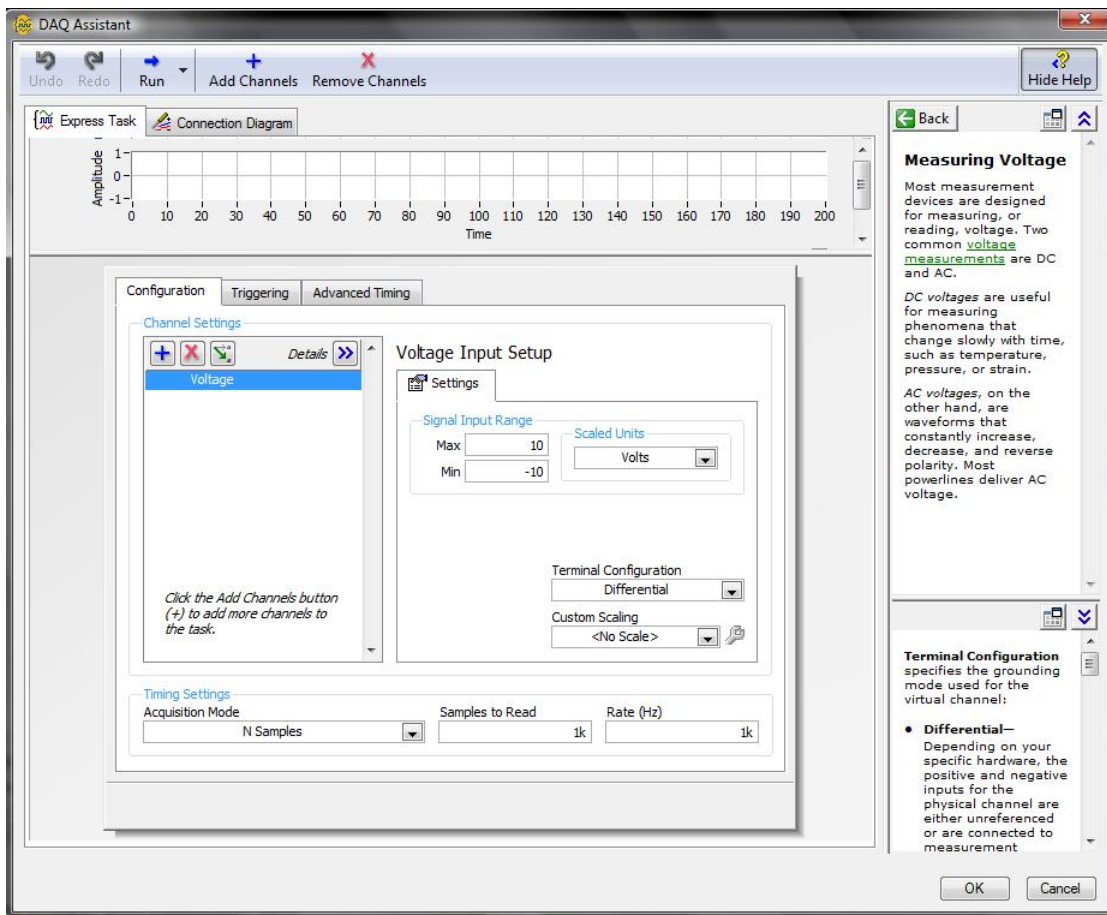 DAQ Assistant
Undo Redo Run Add Channels Remove Channels Hide Help
Express Task Connection Diagram
Amplitude
1
0
-1
0 10 20 30 40 50 60 70 80 90 100 110 120 130 140 150 160 170 180 190 200
Time
Configuration Triggering Advanced Timing
Channel Settings
Details
Voltage
Click the Add Channels button
(+) to add more channels to
the task.
Voltage Input Setup
Settings
Signal Input Range
Max 10
Min -10
Scaled Units
Volts
Terminal Configuration
Differential
Custom Scaling
<No Scale>
Timing Settings
Acquisition Mode Samples to Read Rate (Hz)
N Samples 1k 1k
Back
Measuring Voltage
Most measurement
devices are designed
for measuring, or
reading, voltage. Two
common voltage
measurements are DC
and AC.
DC voltages are useful
for measuring
phenomena that
change slowly with time,
such as temperature,
pressure, or strain.
AC voltages, on the
other hand, are
waveforms that
constantly increase,
decrease, and reverse
polarity. Most
powerlines deliver AC
voltage.
Terminal Configuration
specifies the grounding
mode used for the
virtual channel:
• Differential—
Depending on your
specific hardware, the
positive and negative
inputs for the
physical channel are
either unreferenced
or are connected to
measurement
OK Cancel